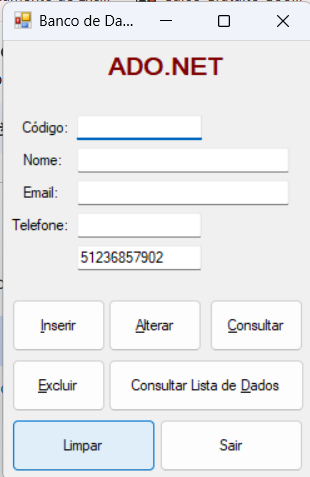 Banco de Da...
ADO.NET
Código:
Nome:
Email:
Telefone:
51236857902
Inserir Alterar Consultar
Excluir Consultar Lista de Dados
Limpar Sair